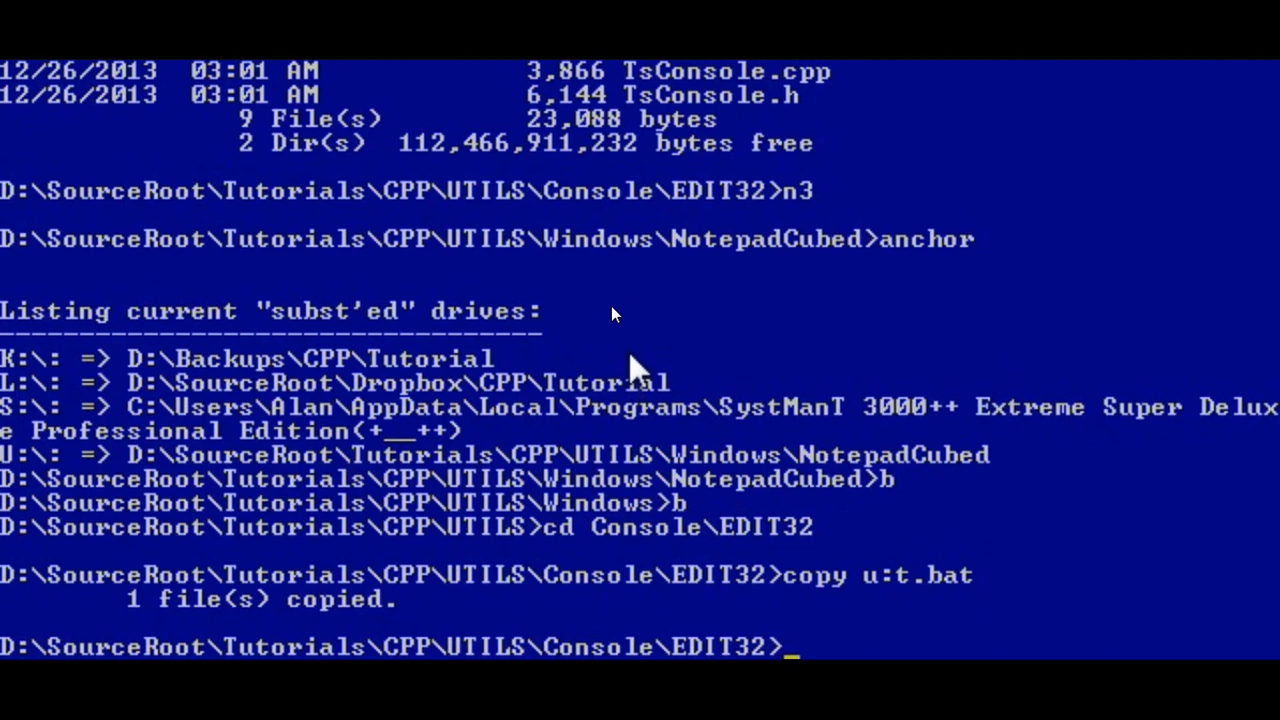 12/26/2013  03:01 AM             3,866 TsConsole.cpp
12/26/2013  03:01 AM             6,144 TsConsole.h
               9 File(s)         23,088 bytes
               2 Dir(s)  112,466,911,232 bytes free
D:\SourceRoot\Tutorials\CPP\UTILS\Console\EDIT32>n3
D:\SourceRoot\Tutorials\CPP\UTILS\Windows\NotepadCubed>anchor
Listing current "subst'ed" drives:
----------------------------------
K:\: => D:\Backups\CPP\Tutorial
L:\: => D:\SourceRoot\Dropbox\CPP\Tutorial
S:\: => C:\Users\Alan\AppData\Local\Programs\SystManT 3000++ Extreme Super Delux
e Professional Edition(+__++)
U:\: => D:\SourceRoot\Tutorials\CPP\UTILS\Windows\NotepadCubed
D:\SourceRoot\Tutorials\CPP\UTILS\Windows\NotepadCubed>b
D:\SourceRoot\Tutorials\CPP\UTILS\Windows>b
D:\SourceRoot\Tutorials\CPP\UTILS>cd Console\EDIT32
D:\SourceRoot\Tutorials\CPP\UTILS\Console\EDIT32>copy u:t.bat
        1 file(s) copied.
D:\SourceRoot\Tutorials\CPP\UTILS\Console\EDIT32>_